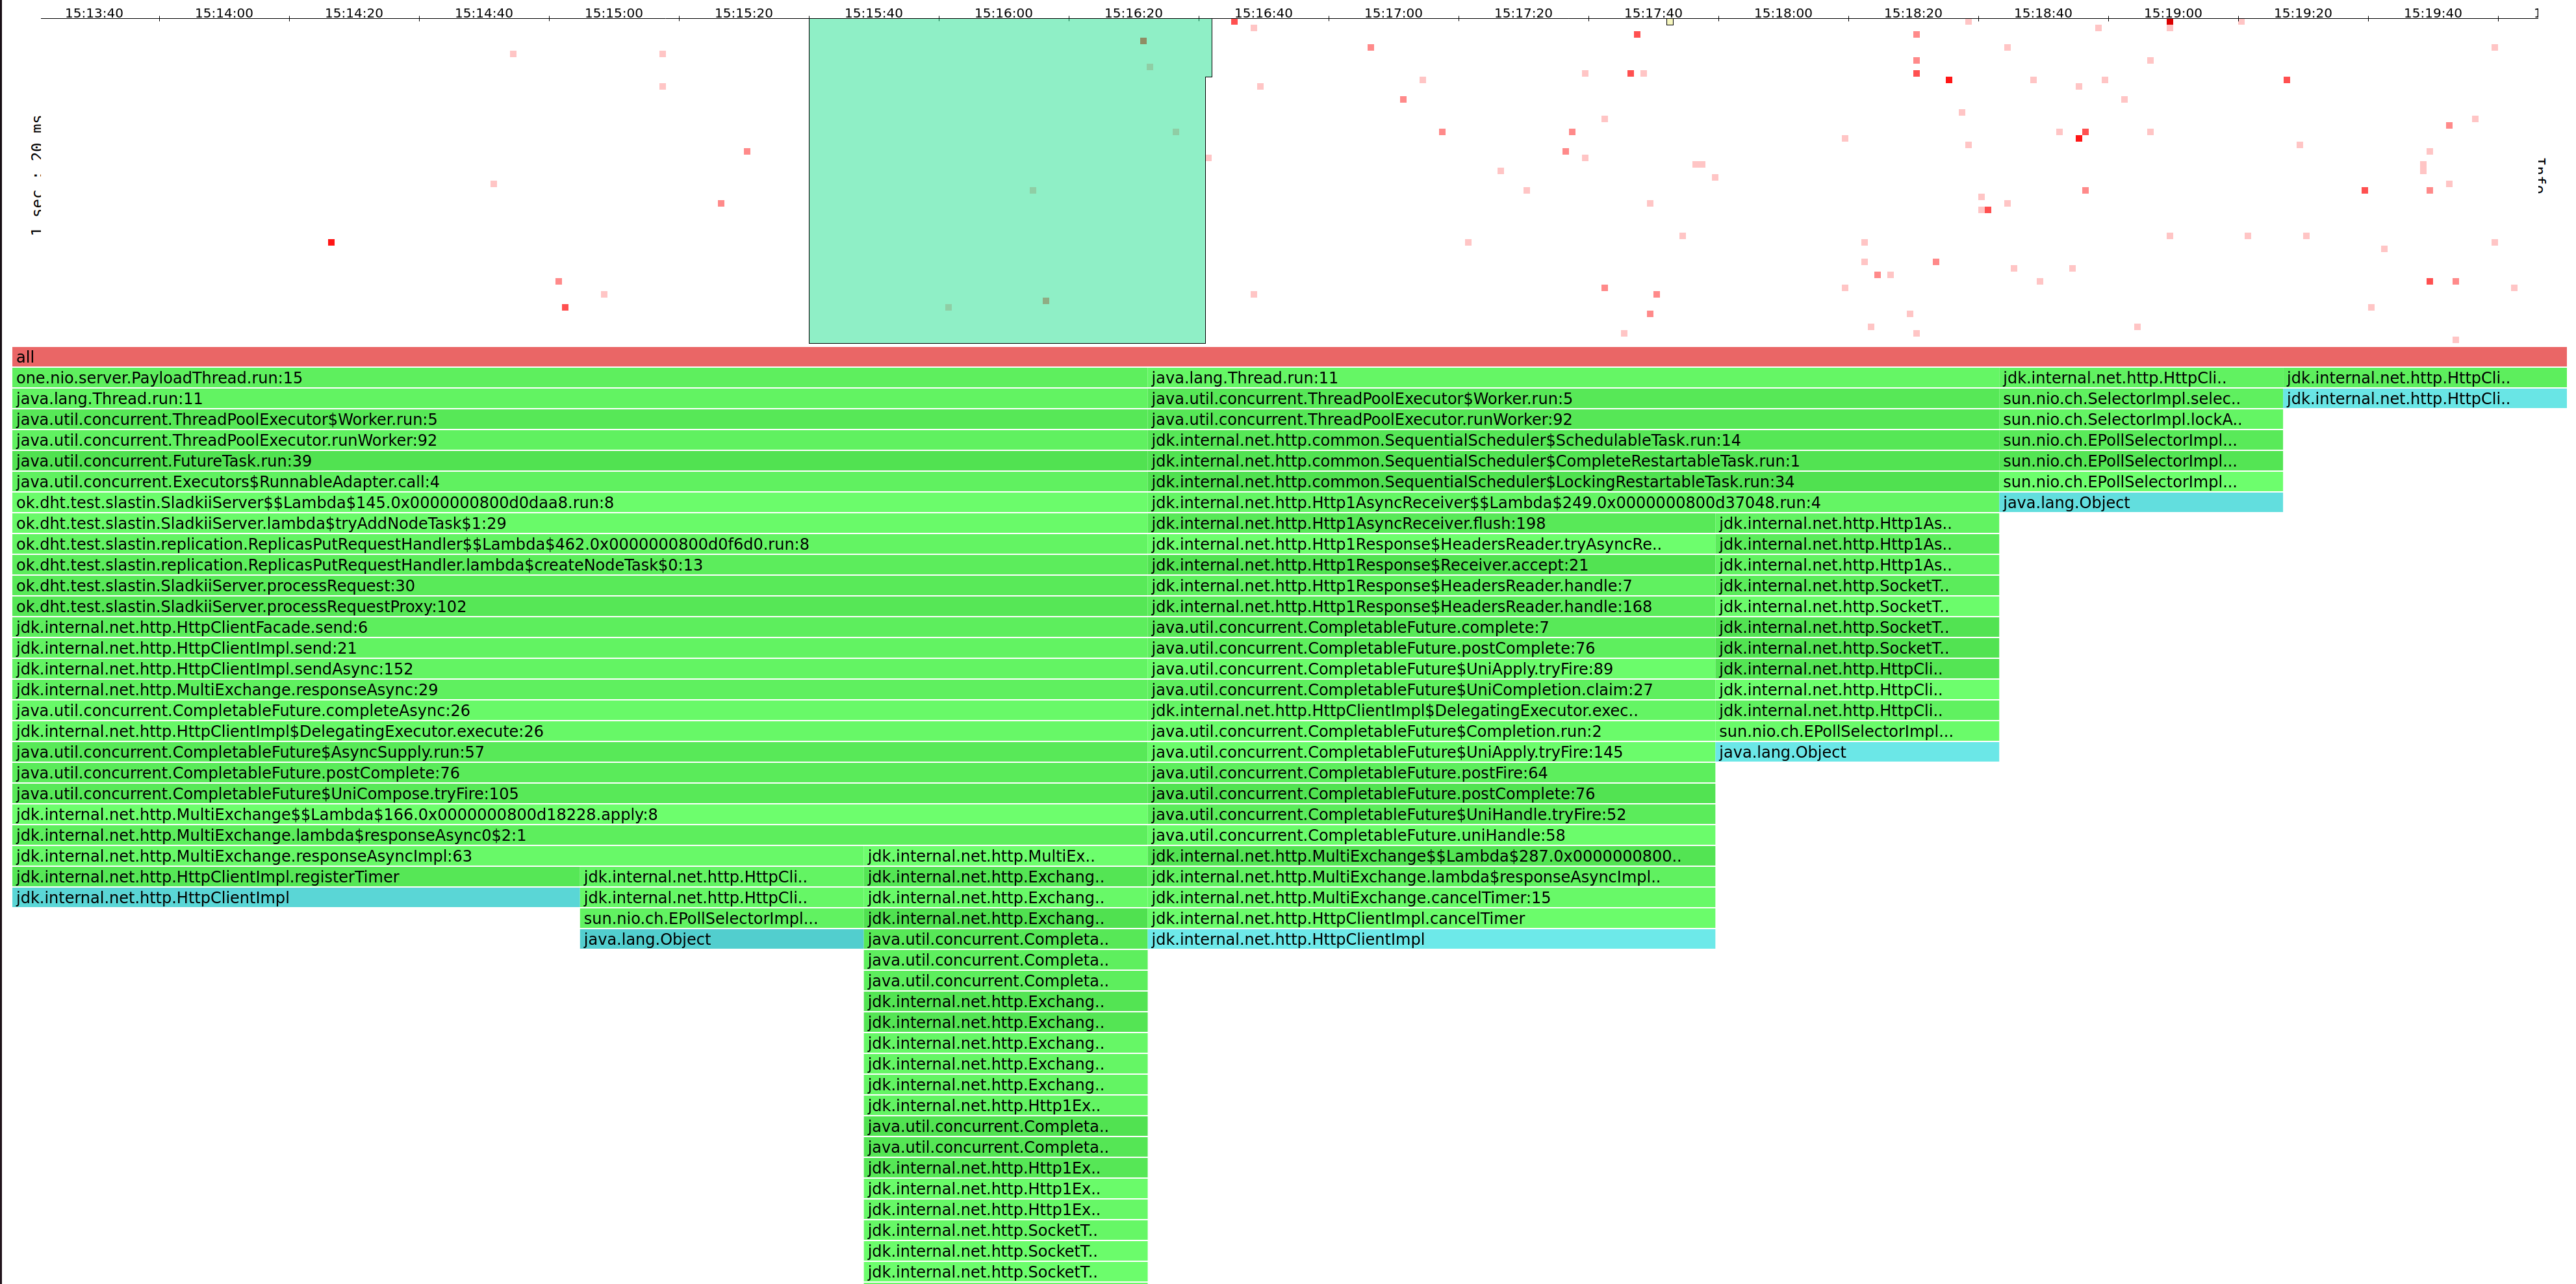 15:13:40 15:14:00 15:14:20 15:14:40 15:15:00 15:15:20 15:15:40 15:16:00 15:16:20 15:16:40 15:17:00 15:17:20 15:17:40 15:18:00 15:18:20 15:18:40 15:19:00 15:19:20 15:19:40
1 sec : 20 ms
Info
all
one.nio.server.PayloadThread.run:15 java.lang.Thread.run:11 jdk.internal.net.http.HttpCli.. jdk.internal.net.http.HttpCli..
java.lang.Thread.run:11 java.util.concurrent.ThreadPoolExecutor$Worker.run:5 sun.nio.ch.SelectorImpl.selec.. jdk.internal.net.http.HttpCli..
java.util.concurrent.ThreadPoolExecutor$Worker.run:5 java.util.concurrent.ThreadPoolExecutor.runWorker:92 sun.nio.ch.SelectorImpl.lockA..
java.util.concurrent.ThreadPoolExecutor.runWorker:92 jdk.internal.net.http.common.SequentialScheduler$SchedulableTask.run:14 sun.nio.ch.EPollSelectorImpl...
java.util.concurrent.FutureTask.run:39 jdk.internal.net.http.common.SequentialScheduler$CompleteRestartableTask.run:1 sun.nio.ch.EPollSelectorImpl...
java.util.concurrent.Executors$RunnableAdapter.call:4 jdk.internal.net.http.common.SequentialScheduler$LockingRestartableTask.run:34 sun.nio.ch.EPollSelectorImpl...
ok.dht.test.slastin.SladkiiServer$$Lambda$145.0x0000000800d0daa8.run:8 jdk.internal.net.http.Http1AsyncReceiver$$Lambda$249.0x0000000800d37048.run:4 java.lang.Object
ok.dht.test.slastin.SladkiiServer.lambda$tryAddNodeTask$1:29 jdk.internal.net.http.Http1AsyncReceiver.flush:198 jdk.internal.net.http.Http1As..
ok.dht.test.slastin.replication.ReplicasPutRequestHandler$$Lambda$462.0x0000000800d0f6d0.run:8 jdk.internal.net.http.Http1Response$HeadersReader.tryAsyncRe.. jdk.internal.net.http.Http1As..
ok.dht.test.slastin.replication.ReplicasPutRequestHandler.lambda$createNodeTask$0:13 jdk.internal.net.http.Http1Response$Receiver.accept:21 jdk.internal.net.http.Http1As..
ok.dht.test.slastin.SladkiiServer.processRequest:30 jdk.internal.net.http.Http1Response$HeadersReader.handle:7 jdk.internal.net.http.SocketT..
ok.dht.test.slastin.SladkiiServer.processRequestProxy:102 jdk.internal.net.http.Http1Response$HeadersReader.handle:168 jdk.internal.net.http.SocketT..
jdk.internal.net.http.HttpClientFacade.send:6 java.util.concurrent.CompletableFuture.complete:7 jdk.internal.net.http.SocketT..
jdk.internal.net.http.HttpClientImpl.send:21 java.util.concurrent.CompletableFuture.postComplete:76 jdk.internal.net.http.SocketT..
jdk.internal.net.http.HttpClientImpl.sendAsync:152 java.util.concurrent.CompletableFuture$UniApply.tryFire:89 jdk.internal.net.http.HttpCli..
jdk.internal.net.http.MultiExchange.responseAsync:29 java.util.concurrent.CompletableFuture$UniCompletion.claim:27 jdk.internal.net.http.HttpCli..
java.util.concurrent.CompletableFuture.completeAsync:26 jdk.internal.net.http.HttpClientImpl$DelegatingExecutor.exec.. jdk.internal.net.http.HttpCli..
jdk.internal.net.http.HttpClientImpl$DelegatingExecutor.execute:26 java.util.concurrent.CompletableFuture$Completion.run:2 sun.nio.ch.EPollSelectorImpl...
java.util.concurrent.CompletableFuture$AsyncSupply.run:57 java.util.concurrent.CompletableFuture$UniApply.tryFire:145 java.lang.Object
java.util.concurrent.CompletableFuture.postComplete:76 java.util.concurrent.CompletableFuture.postFire:64
java.util.concurrent.CompletableFuture$UniCompose.tryFire:105 java.util.concurrent.CompletableFuture.postComplete:76
jdk.internal.net.http.MultiExchange$$Lambda$166.0x0000000800d18228.apply:8 java.util.concurrent.CompletableFuture$UniHandle.tryFire:52
jdk.internal.net.http.MultiExchange.lambda$responseAsync0$2:1 java.util.concurrent.CompletableFuture.uniHandle:58
jdk.internal.net.http.MultiExchange.responseAsyncImpl:63 jdk.internal.net.http.MultiEx.. jdk.internal.net.http.MultiExchange$$Lambda$287.0x0000000800..
jdk.internal.net.http.HttpClientImpl.registerTimer jdk.internal.net.http.HttpCli.. jdk.internal.net.http.Exchang.. jdk.internal.net.http.MultiExchange.lambda$responseAsyncImpl..
jdk.internal.net.http.HttpClientImpl jdk.internal.net.http.HttpCli.. jdk.internal.net.http.Exchang.. jdk.internal.net.http.MultiExchange.cancelTimer:15
sun.nio.ch.EPollSelectorImpl... jdk.internal.net.http.Exchang.. jdk.internal.net.http.HttpClientImpl.cancelTimer
java.lang.Object java.util.concurrent.Completa.. jdk.internal.net.http.HttpClientImpl
java.util.concurrent.Completa..
java.util.concurrent.Completa..
jdk.internal.net.http.Exchang..
jdk.internal.net.http.Exchang..
jdk.internal.net.http.Exchang..
jdk.internal.net.http.Exchang..
jdk.internal.net.http.Exchang..
jdk.internal.net.http.Http1Ex..
java.util.concurrent.Completa..
java.util.concurrent.Completa..
jdk.internal.net.http.Http1Ex..
jdk.internal.net.http.Http1Ex..
jdk.internal.net.http.Http1Ex..
jdk.internal.net.http.SocketT..
jdk.internal.net.http.SocketT..
jdk.internal.net.http.SocketT..